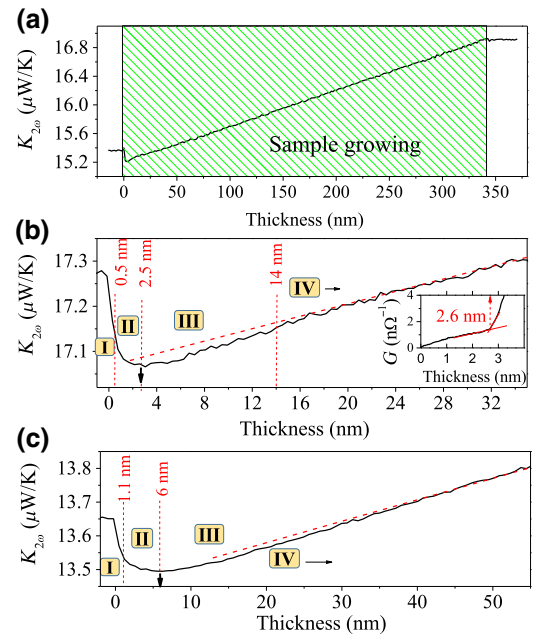 (a)
16.8
16.4
16.0
15.6
15.2
K2ω (μW/K)
Sample growing
0 50 100 150 200 250 300 350
Thickness (nm)
(b)
17.3
17.2
17.1
K2ω (μW/K)
0.5 nm
2.5 nm
14 nm
I
II
III
IV
4
2
0
G (nΩ⁻¹)
2.6 nm
0 1 2 3 4
Thickness (nm)
0 4 8 12 16 20 24 28 32
Thickness (nm)
(c)
13.8
13.7
13.6
13.5
K2ω (μW/K)
1.1 nm
6 nm
I
II
III
IV
0 10 20 30 40 50
Thickness (nm)